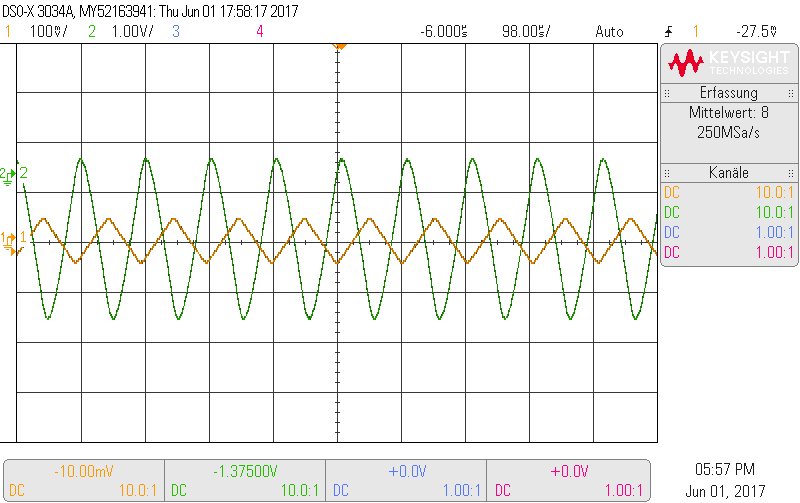 DSO-X 3034A, MY52163941: Thu Jun 01 17:58:17 2017
1 100mV/ 2 1.00V/ 3 4 -6.000ms 98.00ms/ Auto 1 -27.5mV
KEYSIGHT
TECHNOLOGIES
Erfassung
Mittelwert: 8
250MSa/s
Kanäle
DC 10.0:1
DC 10.0:1
DC 1.00:1
DC 1.00:1
2 2
1 1
-10.00mV -1.37500V +0.0V +0.0V
DC 10.0:1 DC 10.0:1 DC 1.00:1 DC 1.00:1
05:57 PM
Jun 01, 2017